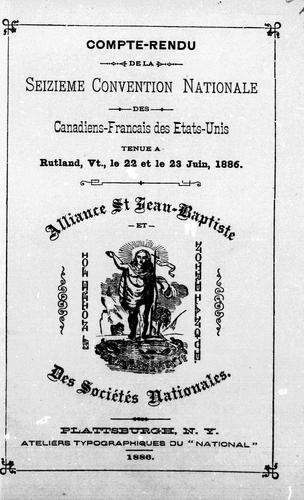 COMPTE-RENDU
DE LA
SEIZIEME CONVENTION NATIONALE
DES
Canadiens-Francais des Etats-Unis
TENUE A
Rutland, Vt., le 22 et le 23 Juin, 1886.
Alliance St Jean-Baptiste
ET
Des Sociétés Nationales.
PLATTSBURGH, N. Y.
ATELIERS TYPOGRAPHIQUES DU "NATIONAL"
1886.